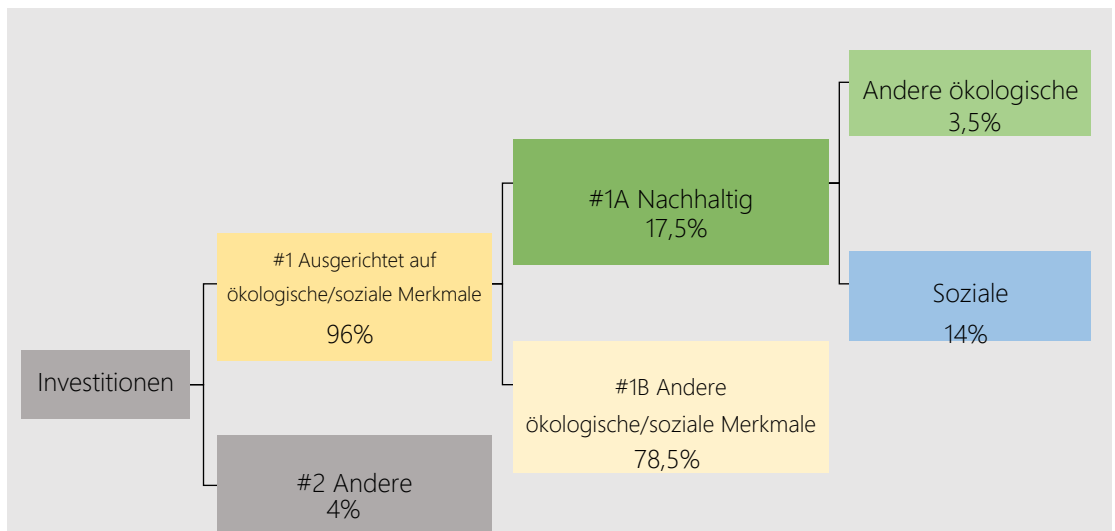 Investitionen
#1 Ausgerichtet auf
ökologische/soziale Merkmale
96%
#2 Andere
4%
#1A Nachhaltig
17,5%
#1B Andere
ökologische/soziale Merkmale
78,5%
Andere ökologische
3,5%
Soziale
14%